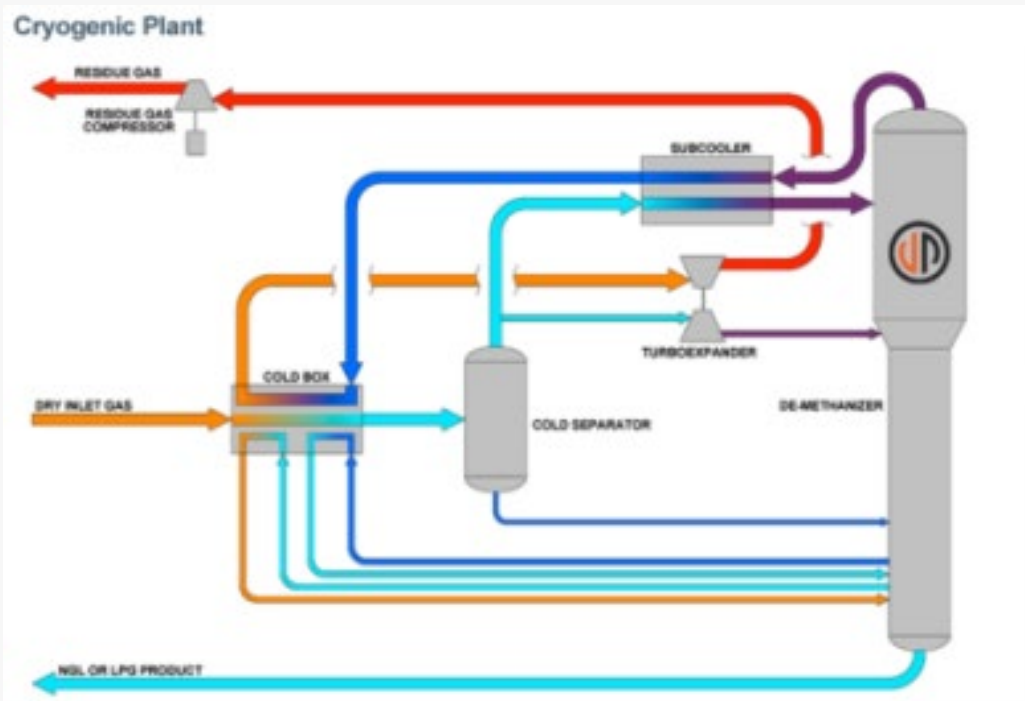 Cryogenic Plant
RESIDUE GAS
RESIDUE GAS
COMPRESSOR
SUBCOOLER
TURBOEXPANDER
COLD BOX
DRY INLET GAS
COLD SEPARATOR
DE-METHANIZER
NGL OR LPG PRODUCT